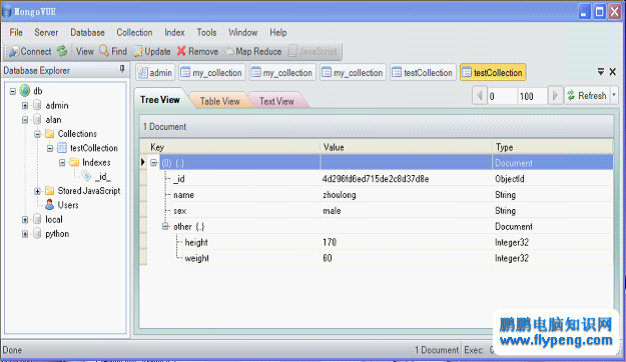 MongoVUE
File Server Database Collection Index Tools Window Help
Connect View Find Update Remove Map Reduce JavaScript
Database Explorer
db
admin
alan
Collections
testCollection
Indexes
_id_
Stored JavaScript
Users
local
python
admin my_collection my_collection my_collection testCollection testCollection
Tree View Table View Text View
0 100 Refresh
1 Document
Key Value Type
(0) {..} Document
_id 4d296fd6ed715de2c8d37d8e ObjectId
name zhoulong String
sex male String
other {..} Document
height 170 Integer32
weight 60 Integer32
Done
1 Document Exec:
鹏鹏电脑知识网
www.flypeng.com